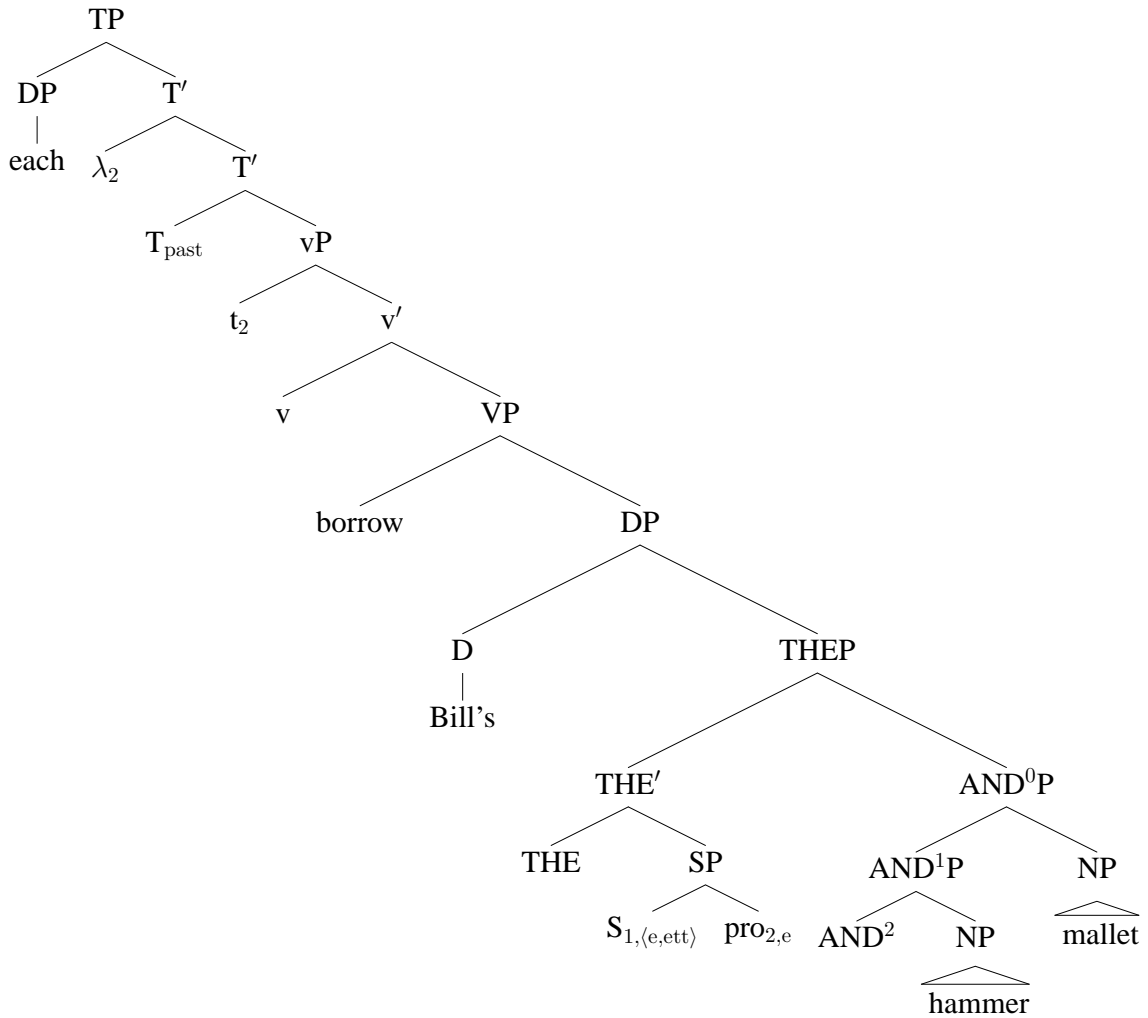 TP
DP T′
each λ₂ T′
T_past vP
t₂ v′
v VP
borrow DP
D THEP
Bill's
THE′ AND⁰P
THE SP AND¹P NP
S₁,⟨e,ett⟩ pro₂,e AND² NP mallet
hammer